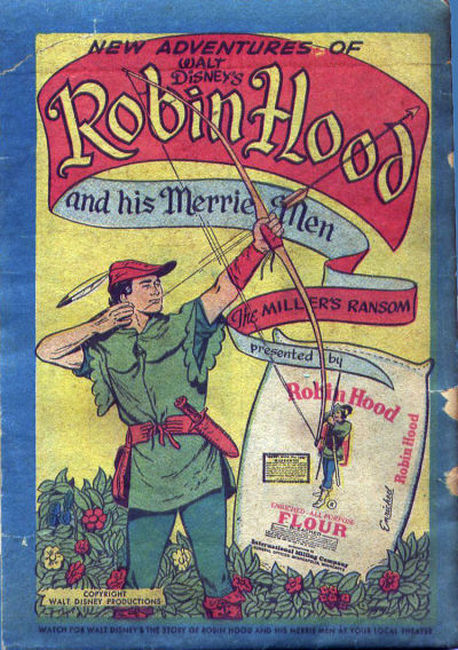 NEW ADVENTURES OF
WALT
DISNEY'S
Robin Hood
and his Merrie Men
The MILLER'S RANSOM
presented by
Robin Hood
Enriched Robin Hood
ENRICHED · ALL PURPOSE
FLOUR
International Milling Company
COPYRIGHT
WALT DISNEY PRODUCTIONS
WATCH FOR WALT DISNEY'S THE STORY OF ROBIN HOOD AND HIS MERRIE MEN AT YOUR LOCAL THEATER